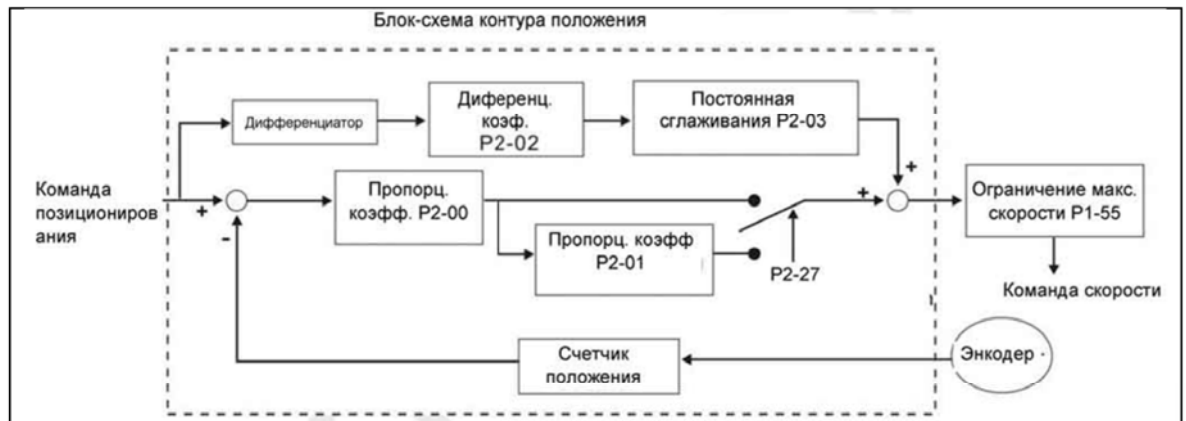 Блок-схема контура положения
Дифференциатор
Диференц.
коэф.
P2-02
Постоянная
сглаживания P2-03
+
Команда
позициониров
ания
+
-
Пропорц.
коэфф. P2-00
Пропорц. коэфф
P2-01
P2-27
+
Ограничение макс.
скорости P1-55
Команда скорости
Счетчик
положения
Энкодер